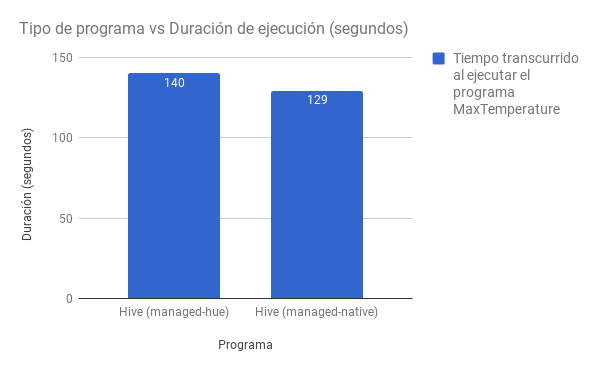 Tipo de programa vs Duración de ejecución (segundos)
150
100
50
0
Duración (segundos)
140
129
Hive (managed-hue)
Hive (managed-native)
Programa
Tiempo transcurrido
al ejecutar el
programa
MaxTemperature